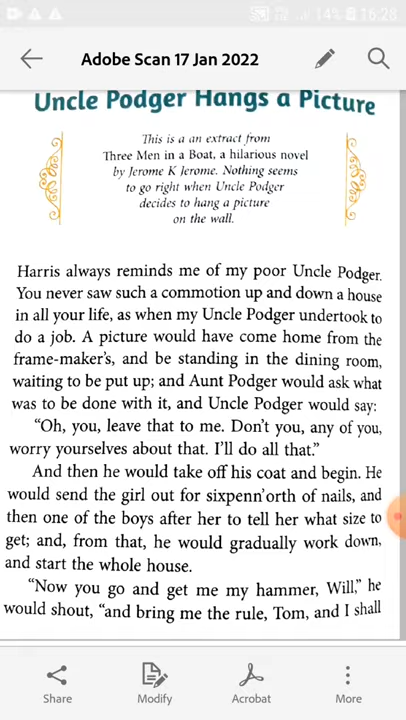 14% 16:28
Adobe Scan 17 Jan 2022
Uncle Podger Hangs a Picture
This is a an extract from
Three Men in a Boat, a hilarious novel
by Jerome K Jerome. Nothing seems
to go right when Uncle Podger
decides to hang a picture
on the wall.
Harris always reminds me of my poor Uncle Podger.
You never saw such a commotion up and down a house
in all your life, as when my Uncle Podger undertook to
do a job. A picture would have come home from the
frame-maker's, and be standing in the dining room,
waiting to be put up; and Aunt Podger would ask what
was to be done with it, and Uncle Podger would say:
"Oh, you, leave that to me. Don't you, any of you,
worry yourselves about that. I'll do all that."
And then he would take off his coat and begin. He
would send the girl out for sixpenn'orth of nails, and
then one of the boys after her to tell her what size to
get; and, from that, he would gradually work down,
and start the whole house.
"Now you go and get me my hammer, Will," he
would shout, "and bring me the rule, Tom, and I shall
Share Modify Acrobat More